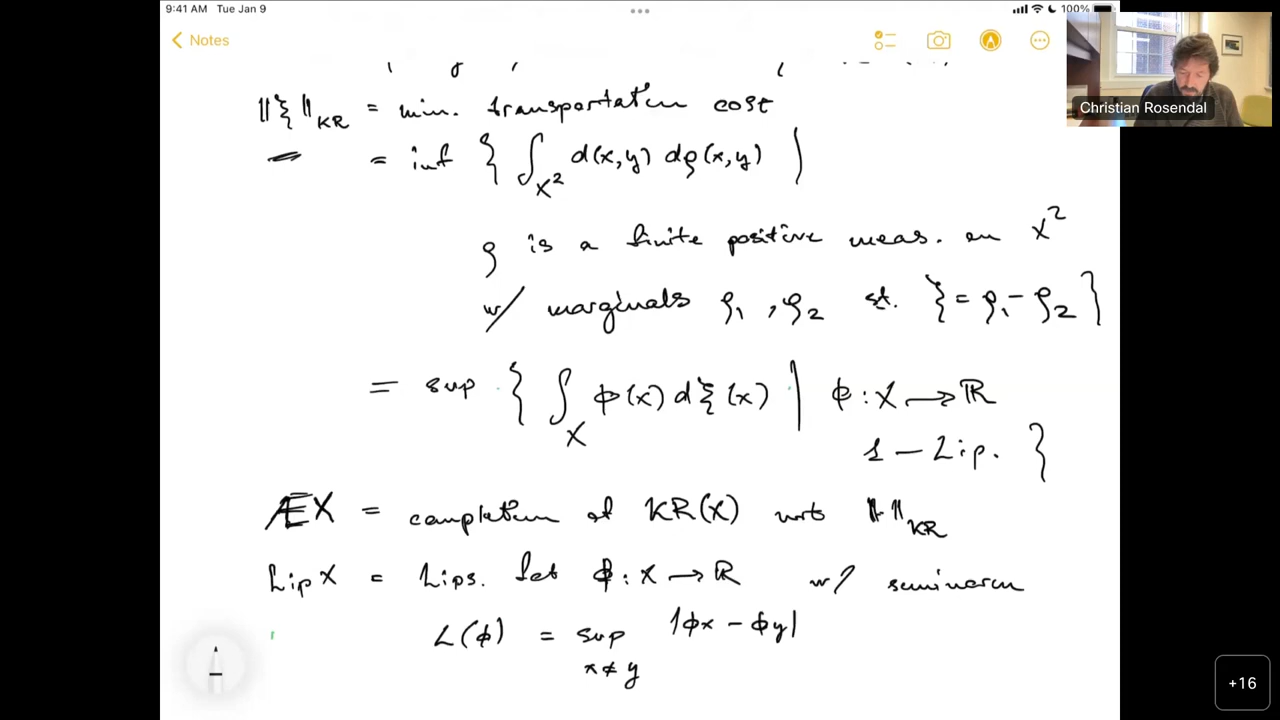 9:41 AM Tue Jan 9
100%
Notes
Christian Rosendal
‖ξ‖_KR = min. transportation cost
= inf { ∫_X² d(x,y) dρ(x,y) |
ρ is a finite positive meas. on X²
w/ marginals ρ₁, ρ₂ st. ξ = ρ₁ - ρ₂ }
= sup { ∫_X φ(x) dξ(x) | φ : X → ℝ
1-Lip. }
ÆX = completion of KR(X) wrt ‖·‖_KR
Lip X = Lips. fct φ : X → ℝ w/ seminorm
L(φ) = sup_{x≠y} |φx - φy|
+16